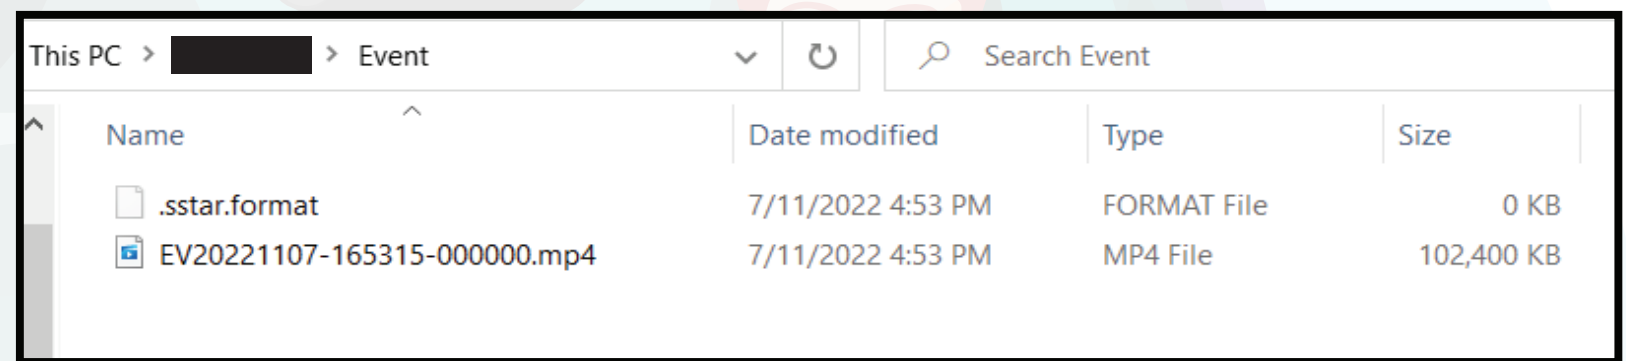 This PC > > Event Search Event
Name Date modified Type Size
.sstar.format 7/11/2022 4:53 PM FORMAT File 0 KB
EV20221107-165315-000000.mp4 7/11/2022 4:53 PM MP4 File 102,400 KB